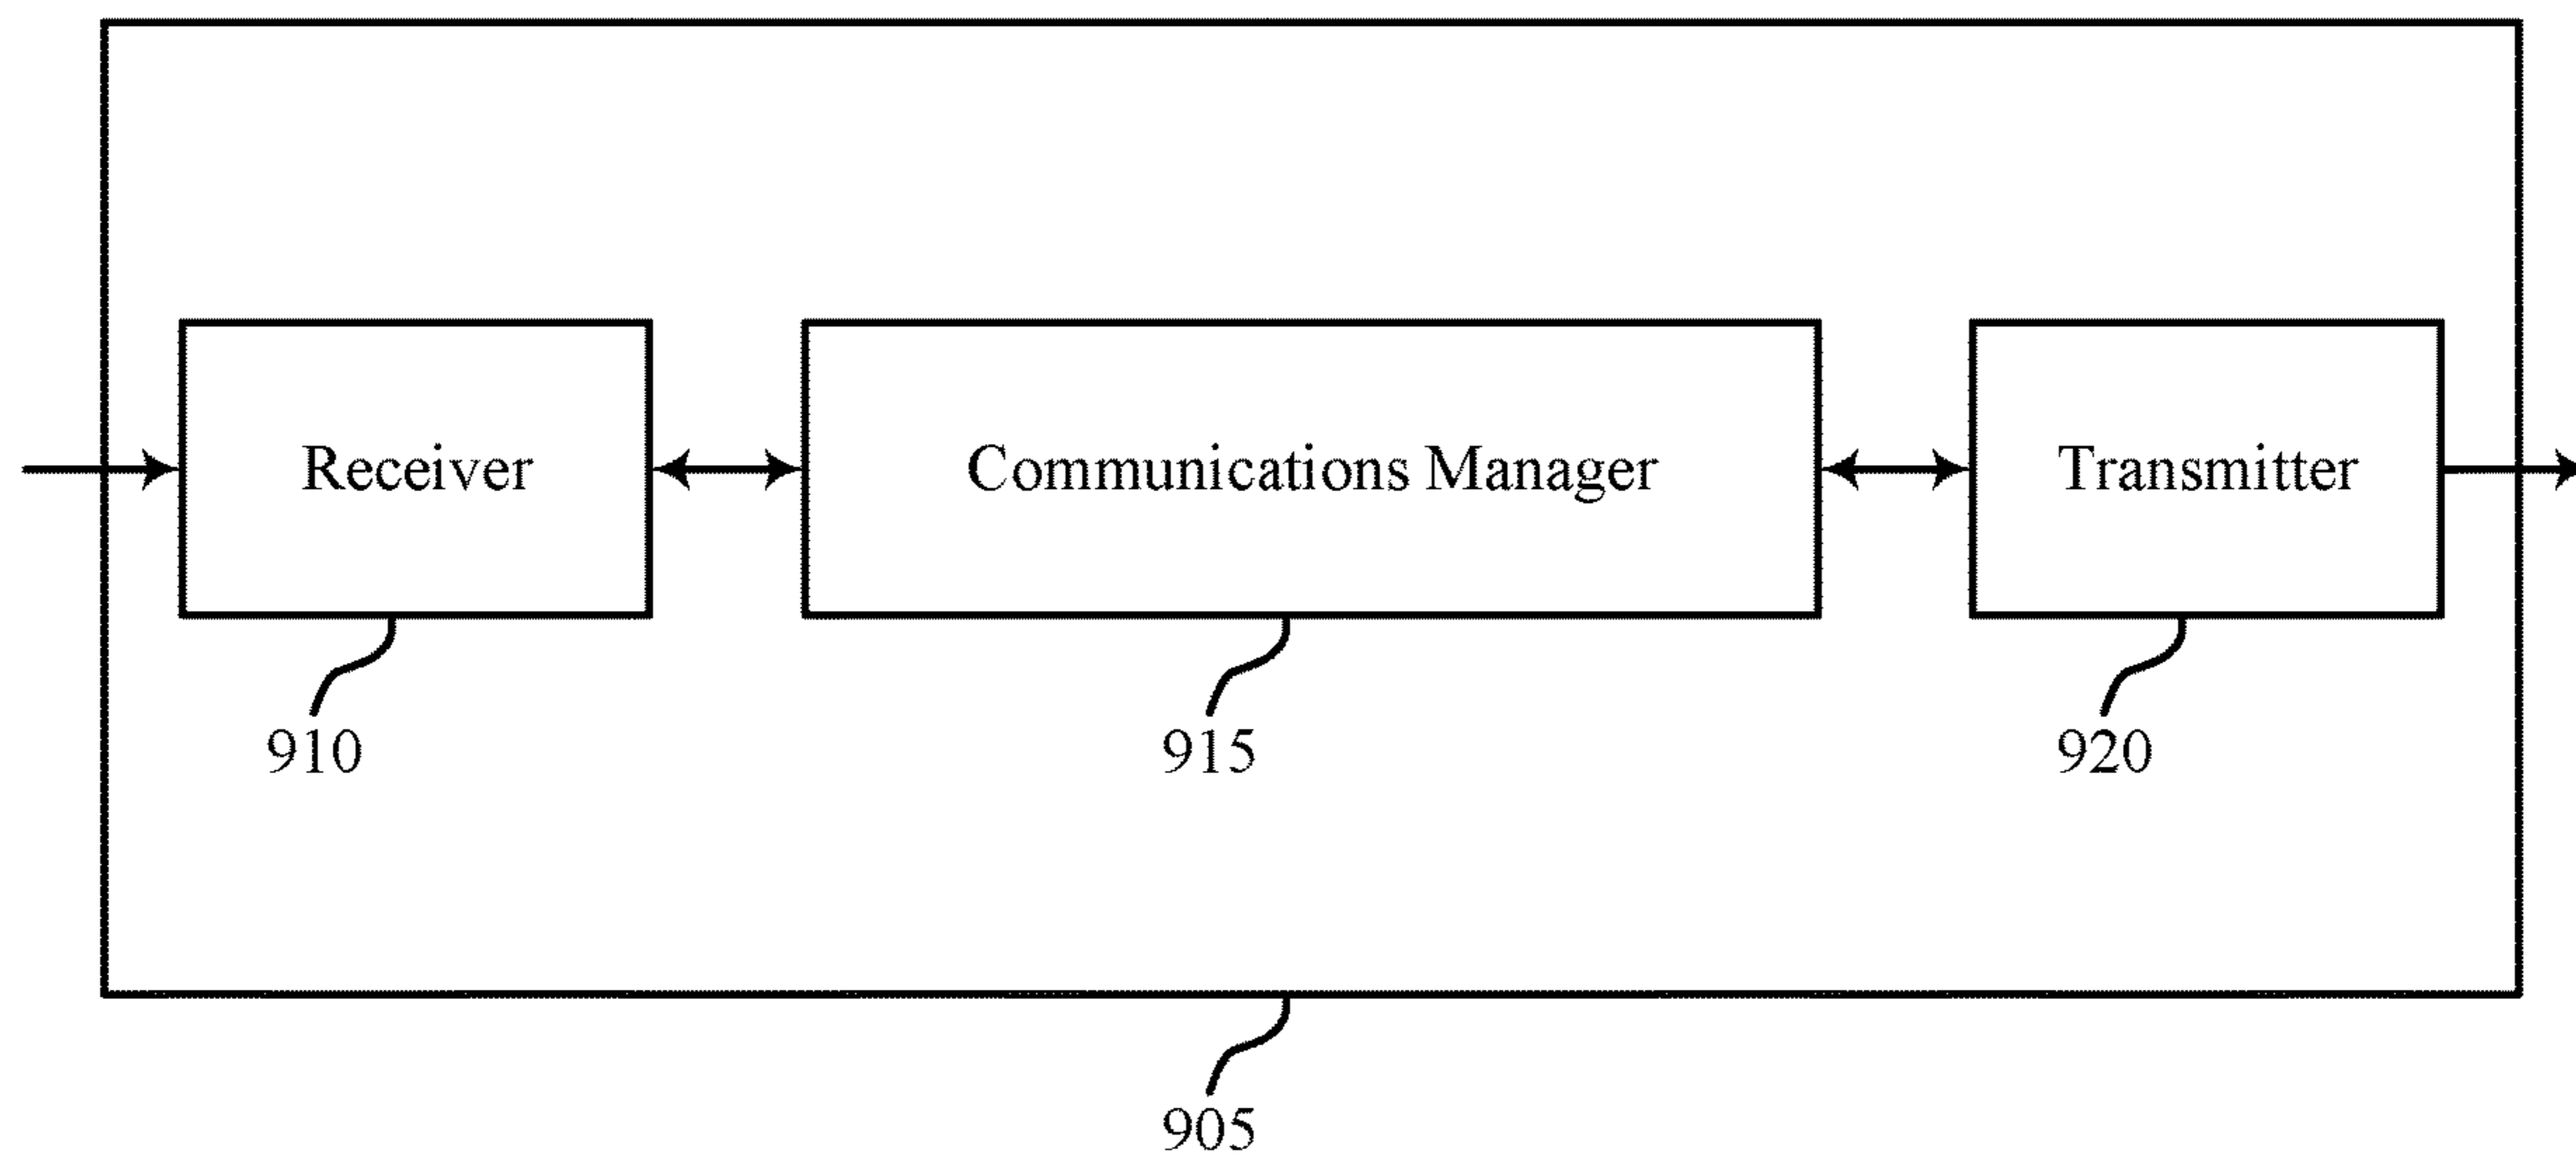 Receiver
Communications Manager
Transmitter
910
915
920
905